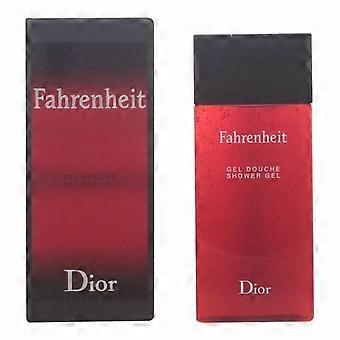 Fahrenheit
GEL DOUCHE
SHOWER GEL
Dior
Fahrenheit
GEL DOUCHE
SHOWER GEL
Dior